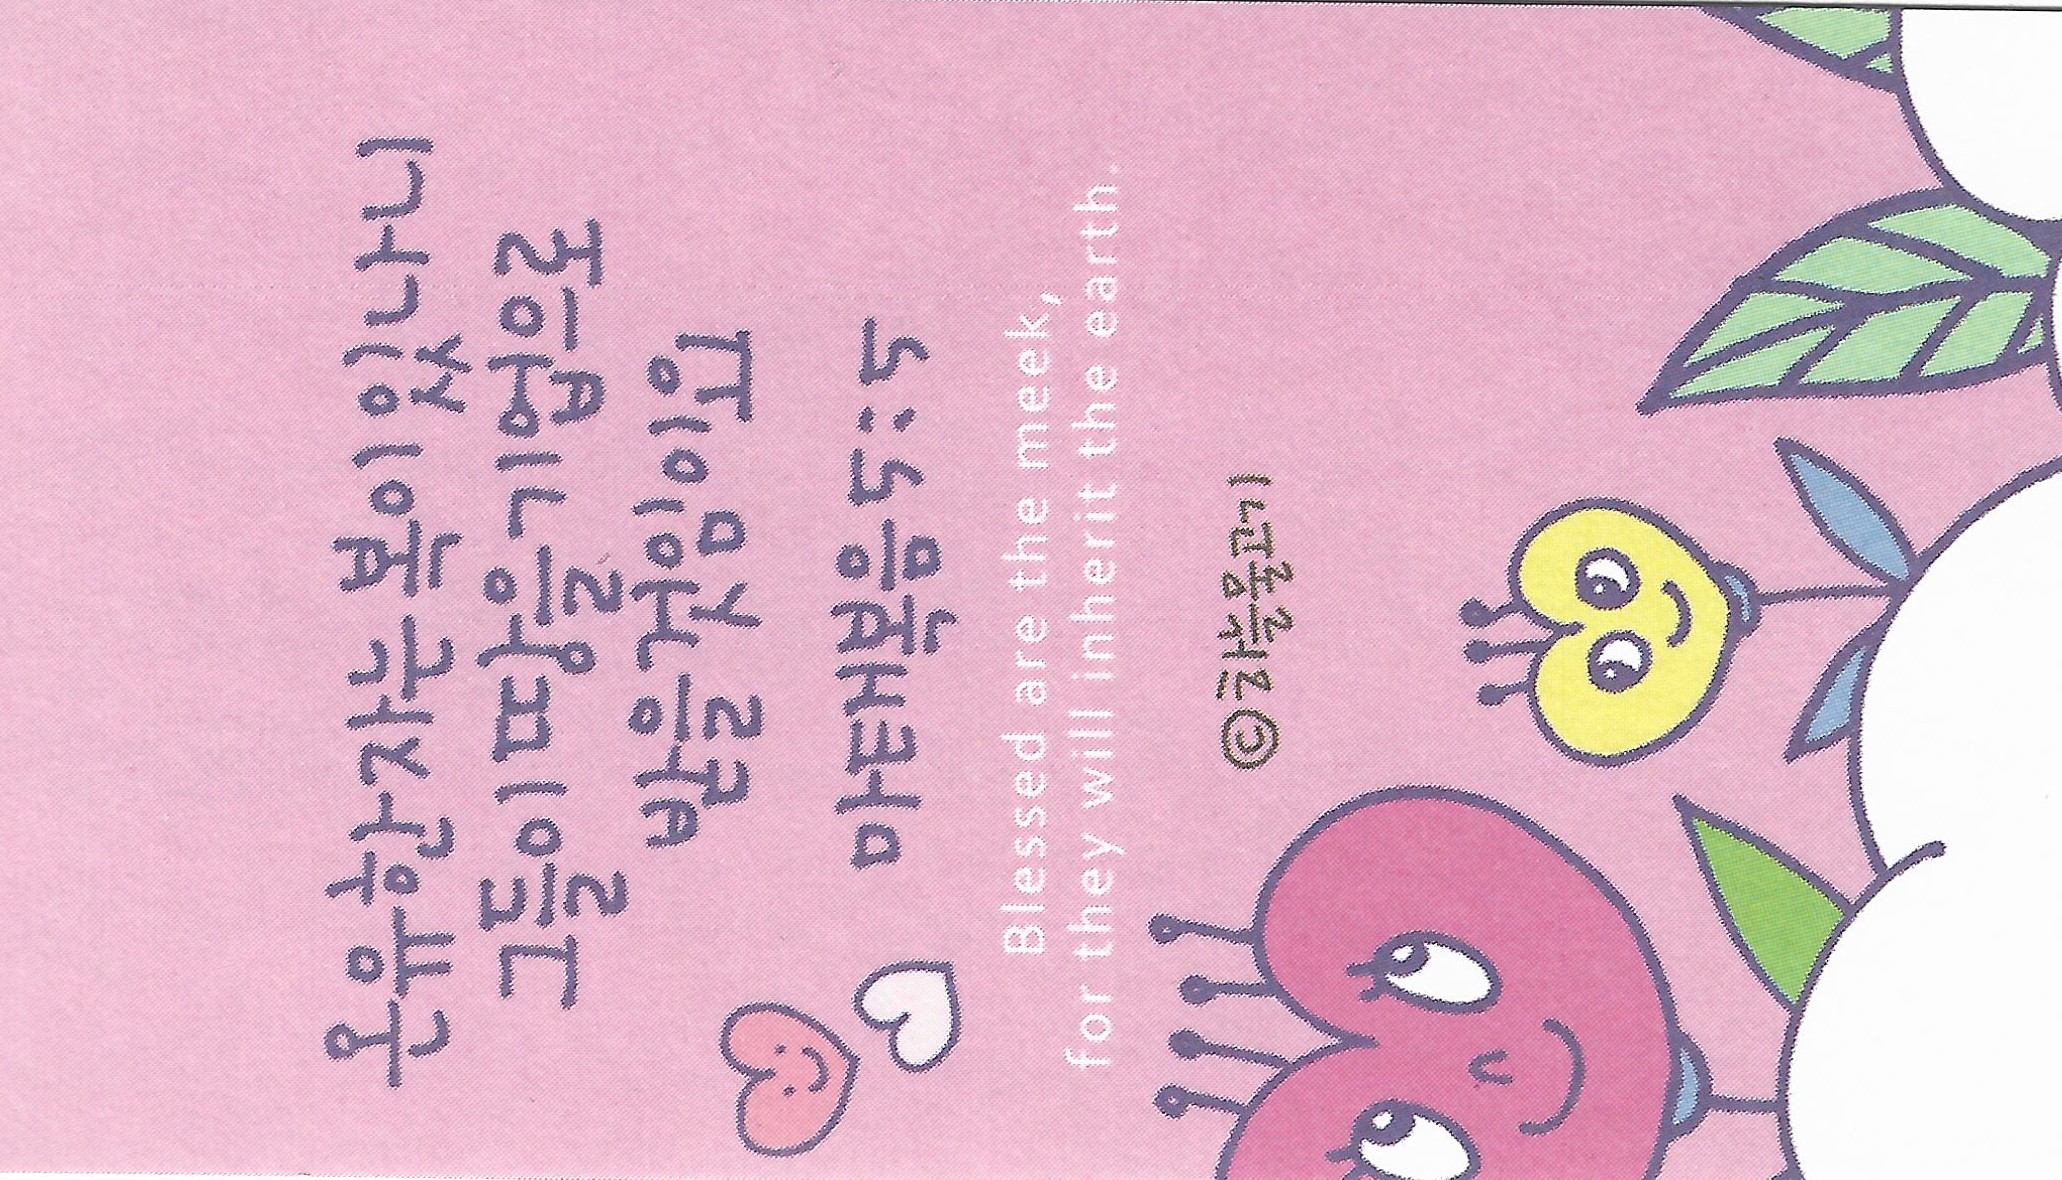 온유한 자는 복이 있나니
그들이 땅을 기업으로
받을 것임이요
마태복음 5:5
Blessed are the meek,
for they will inherit the earth.
© 하늘물고기